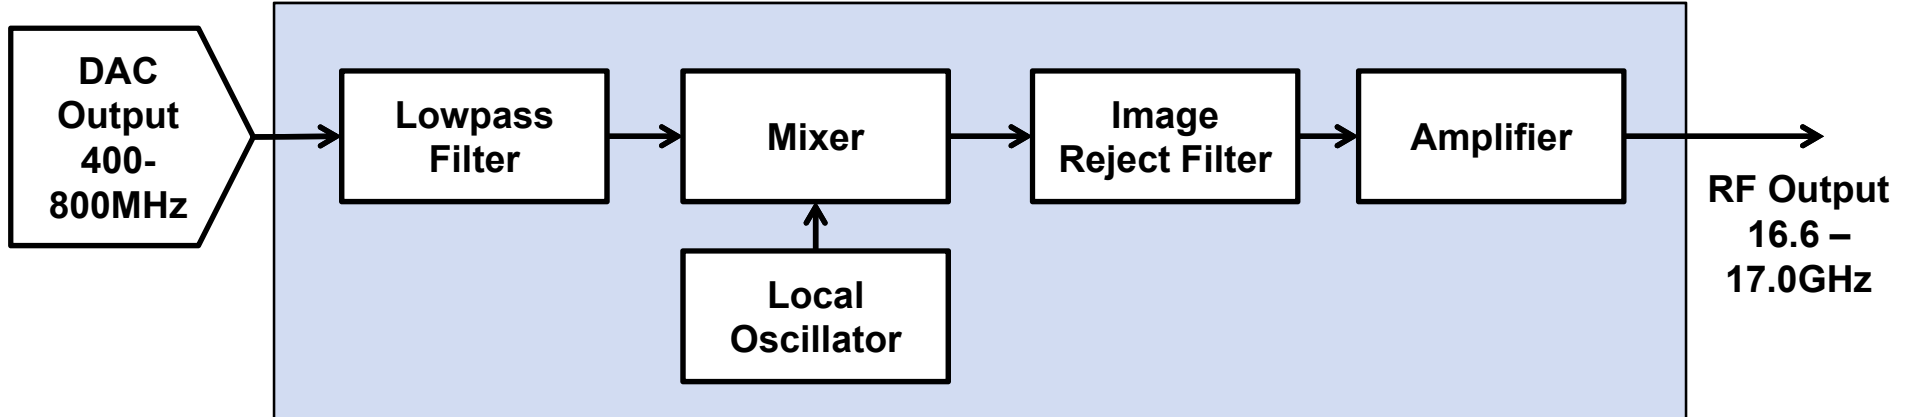 DAC
Output
400-
800MHz
Lowpass
Filter
Mixer
Image
Reject Filter
Amplifier
RF Output
16.6 –
17.0GHz
Local
Oscillator